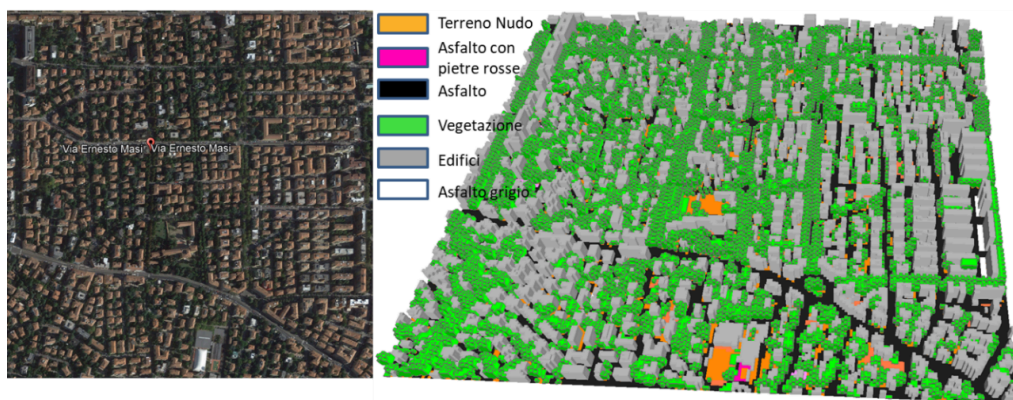 Terreno Nudo
Asfalto con
pietre rosse
Asfalto
Vegetazione
Edifici
Asfalto grigio
Via Ernesto Masi Via Ernesto Masi